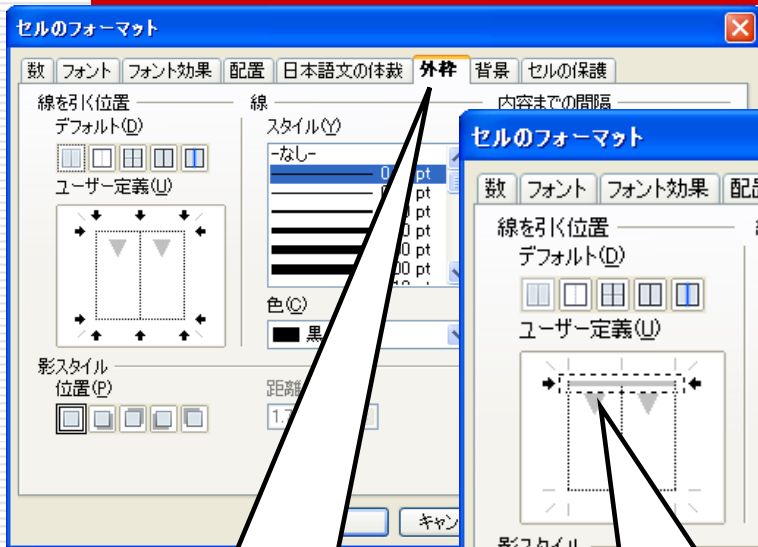 セルのフォーマット
数 フォント フォント効果 配置 日本語文の体裁 外枠 背景 セルの保護
線を引く位置 線 内容までの間隔
デフォルト(D) スタイル(Y)
-なし-
pt
pt
pt
pt
00 pt
ユーザー定義(U)
色(C)
黒
影スタイル
位置(P) 距離
1.
キャン
セルのフォーマット
数 フォント フォント効果
線を引く位置
デフォルト(D)
ユーザー定義(U)
影スタイル